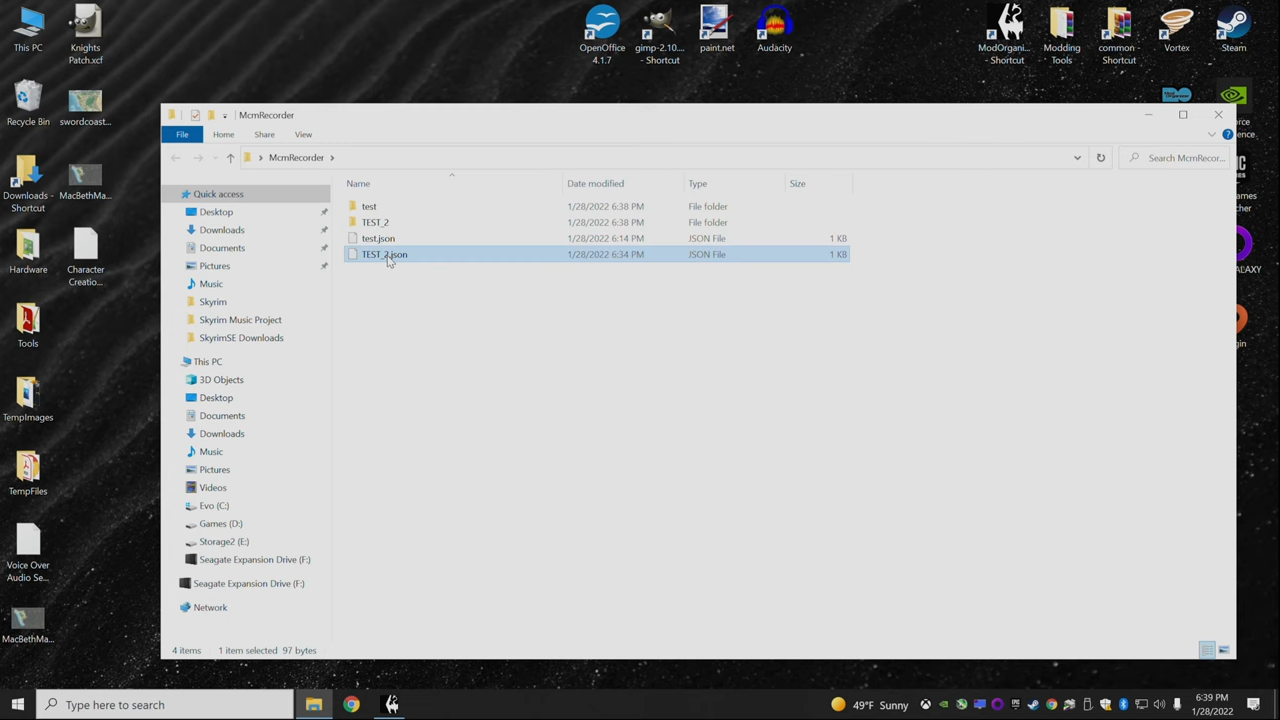 This PC
Knights
Patch.xcf
OpenOffice
4.1.7
gimp-2.10....
- Shortcut
paint.net
Audacity
ModOrgani...
- Shortcut
Modding
Tools
common -
Shortcut
Vortex
Steam
Recycle Bin
swordcoast...
Downloads -
Shortcut
MacBethMa...
Hardware
Character
Creatio...
Tools
TempImages
TempFiles
Voice Over
Audio Se...
MacBethMa...
McmRecorder
File
Home
Share
View
McmRecorder
Search McmRecor...
Name
Date modified
Type
Size
test
1/28/2022 6:38 PM
File folder
TEST_2
1/28/2022 6:38 PM
File folder
test.json
1/28/2022 6:14 PM
JSON File
1 KB
TEST_2.json
1/28/2022 6:34 PM
JSON File
1 KB
Quick access
Desktop
Downloads
Documents
Pictures
Music
Skyrim
Skyrim Music Project
SkyrimSE Downloads
This PC
3D Objects
Desktop
Documents
Downloads
Music
Pictures
Videos
Evo (C:)
Games (D:)
Storage2 (E:)
Seagate Expansion Drive (F:)
Seagate Expansion Drive (F:)
Network
4 items
1 item selected 97 bytes
Type here to search
49°F Sunny
6:39 PM
1/28/2022